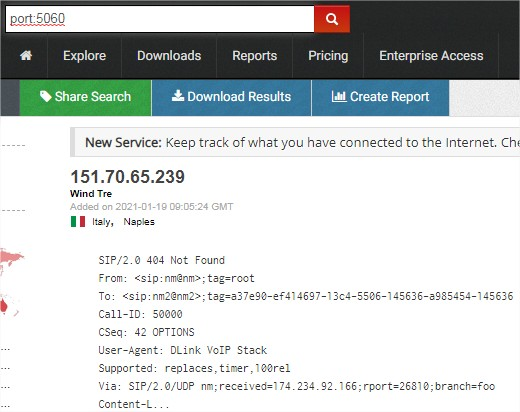 port:5060
Explore Downloads Reports Pricing Enterprise Access
Share Search Download Results Create Report
New Service: Keep track of what you have connected to the Internet. Che
151.70.65.239
Wind Tre
Added on 2021-01-19 09:05:24 GMT
Italy, Naples
SIP/2.0 404 Not Found
From: <sip:nm@nm>;tag=root
To: <sip:nm2@nm2>;tag=a37e90-ef414697-13c4-5506-145636-a985454-145636
Call-ID: 50000
CSeq: 42 OPTIONS
User-Agent: DLink VoIP Stack
Supported: replaces,timer,100rel
Via: SIP/2.0/UDP nm;received=174.234.92.166;rport=26810;branch=foo
Content-L...